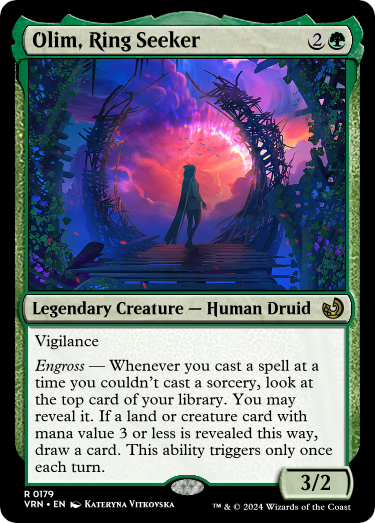 Olim, Ring Seeker 2
Legendary Creature — Human Druid
Vigilance
Engross — Whenever you cast a spell at a
time you couldn’t cast a sorcery, look at
the top card of your library. You may
reveal it. If a land or creature card with
mana value 3 or less is revealed this way,
draw a card. This ability triggers only once
each turn.
3/2
R 0179
VRN • EN KATERYNA VITKOVSKA
™ & © 2024 Wizards of the Coast